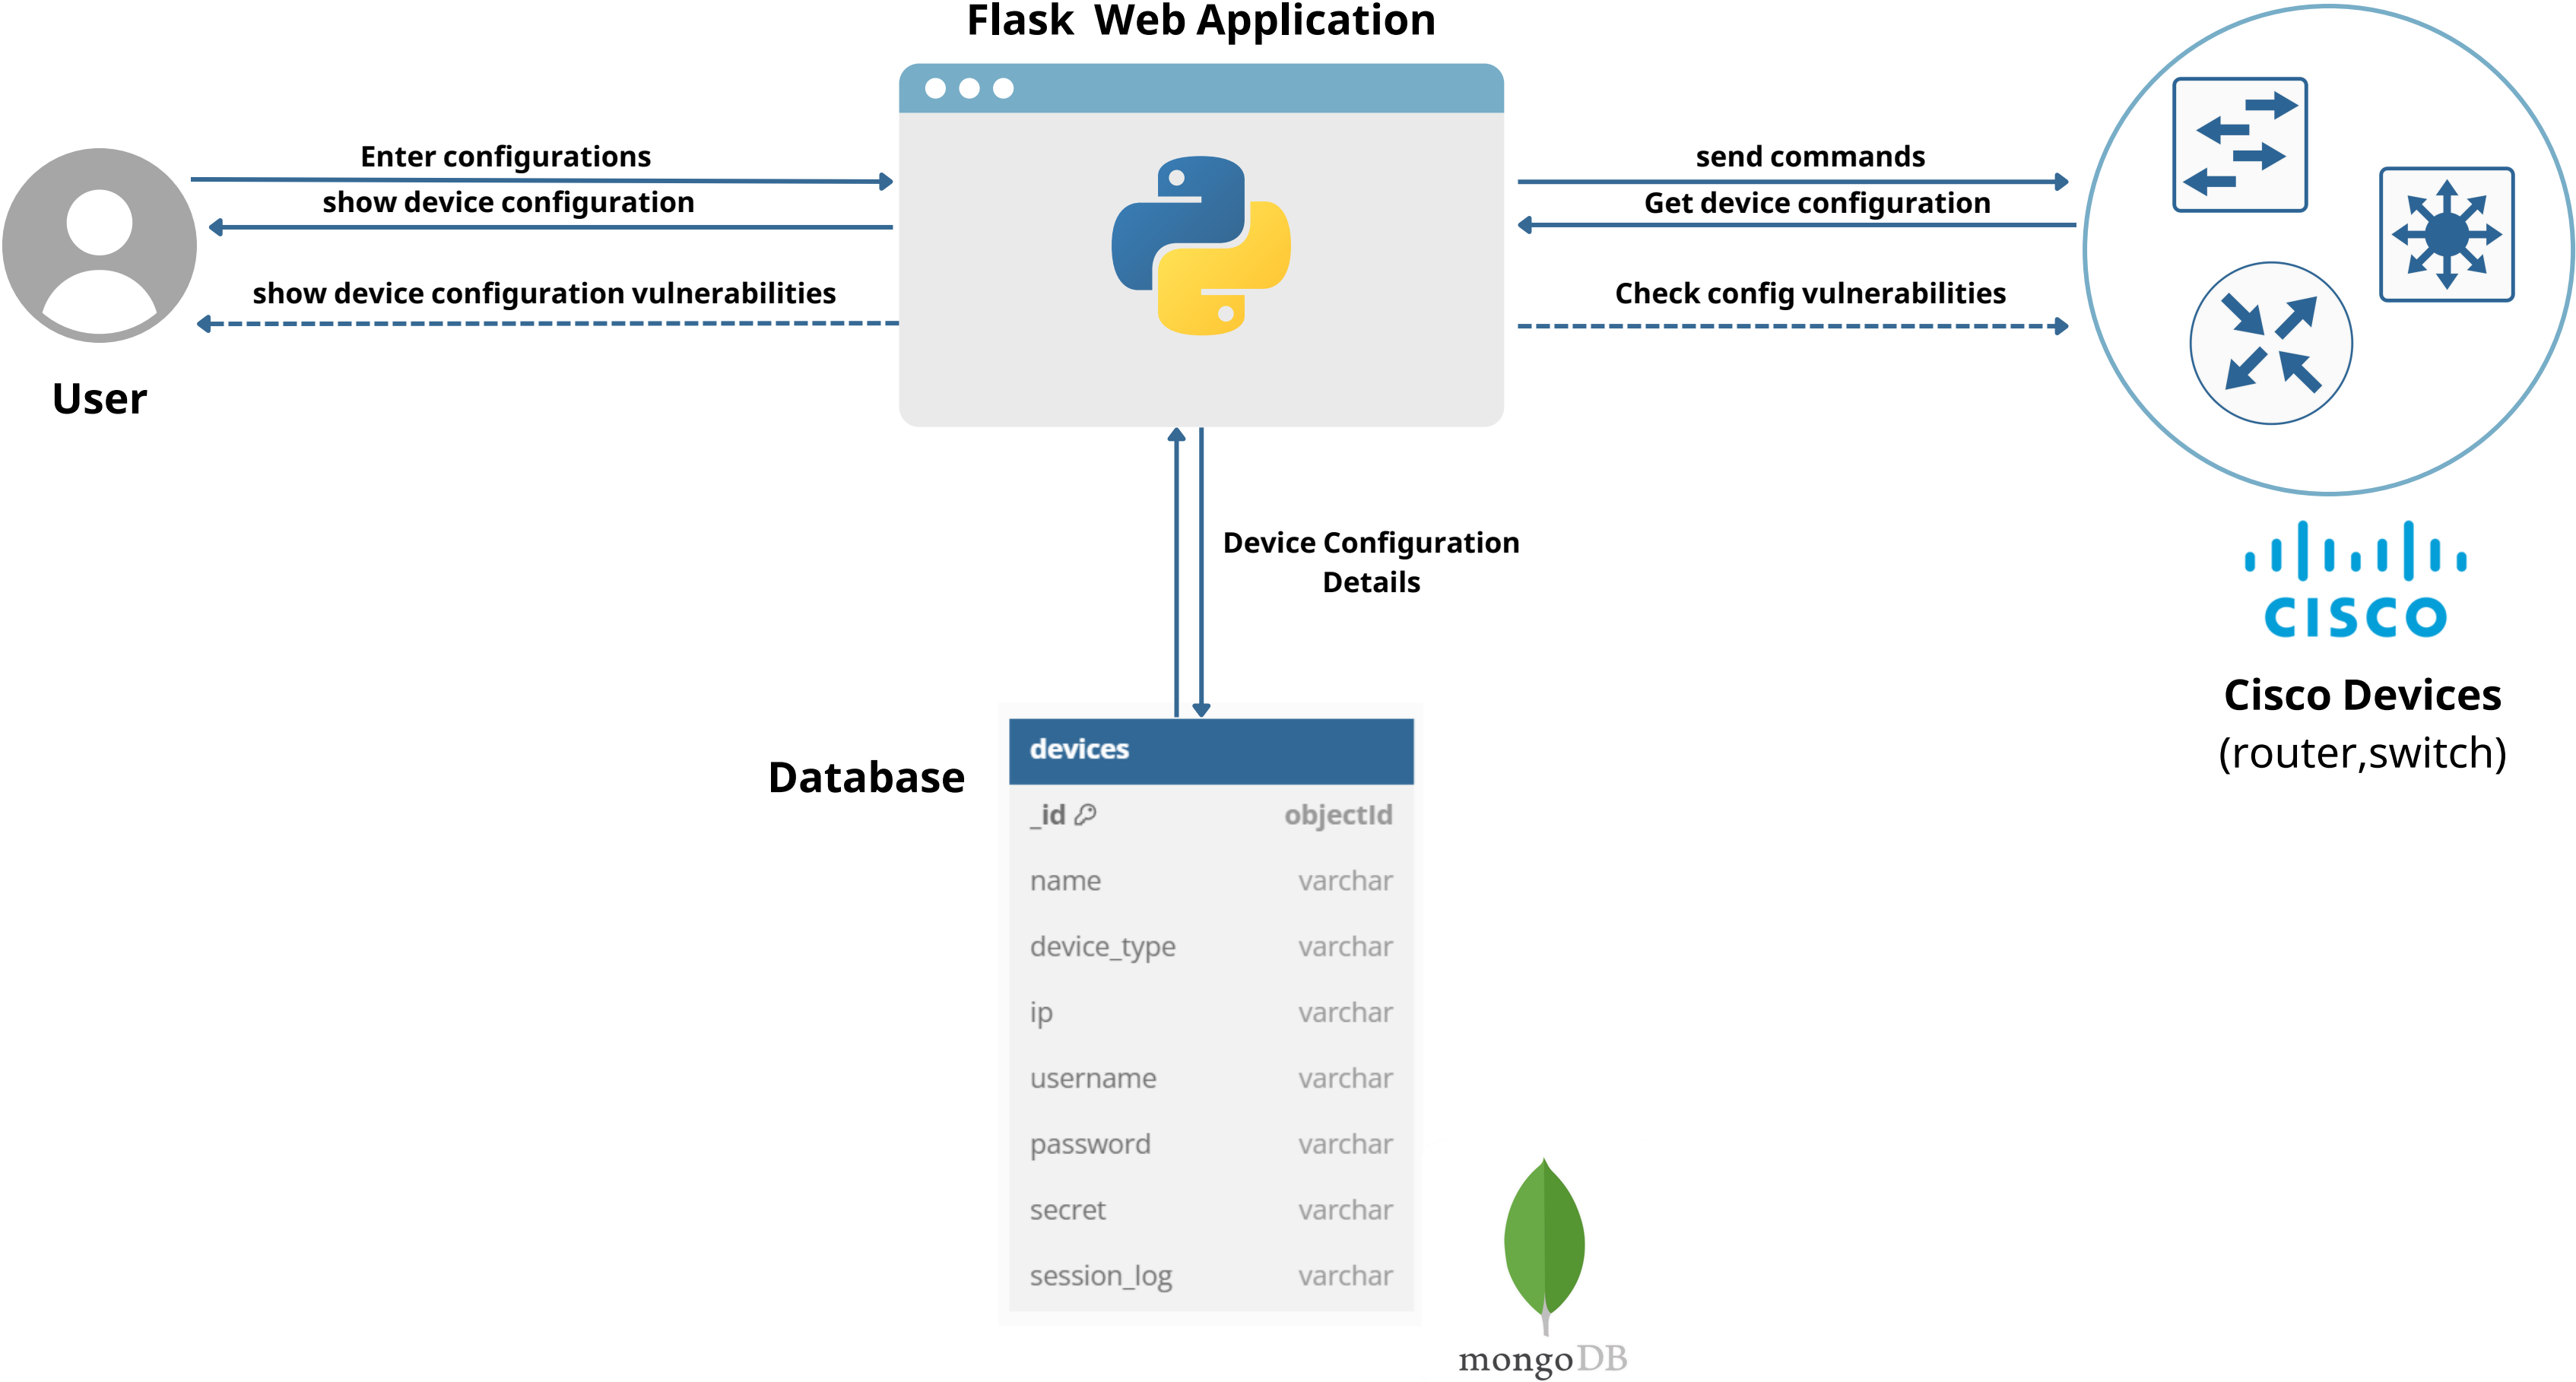 Flask Web Application
Enter configurations
show device configuration
show device configuration vulnerabilities
User
send commands
Get device configuration
Check config vulnerabilities
Device Configuration
Details
CISCO
Cisco Devices
(router,switch)
Database
devices
_id objectId
name varchar
device_type varchar
ip varchar
username varchar
password varchar
secret varchar
session_log varchar
mongoDB